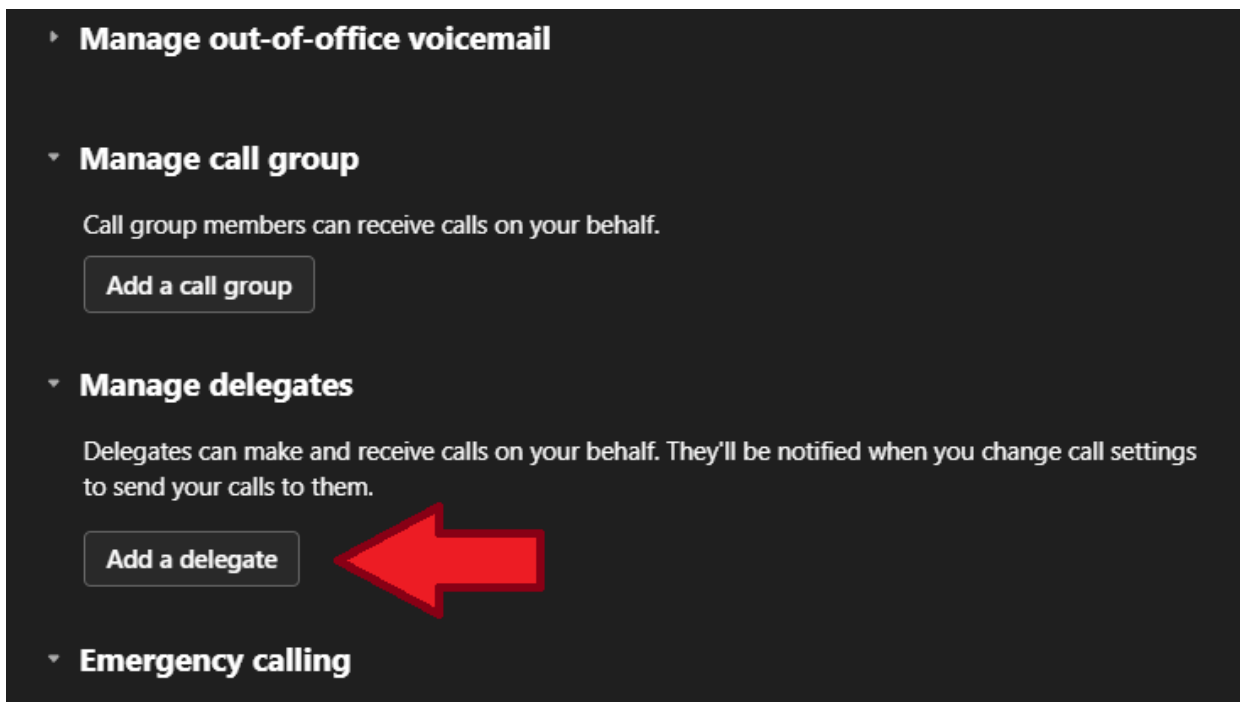 Manage out-of-office voicemail
Manage call group
Call group members can receive calls on your behalf.
Add a call group
Manage delegates
Delegates can make and receive calls on your behalf. They'll be notified when you change call settings
to send your calls to them.
Add a delegate
Emergency calling